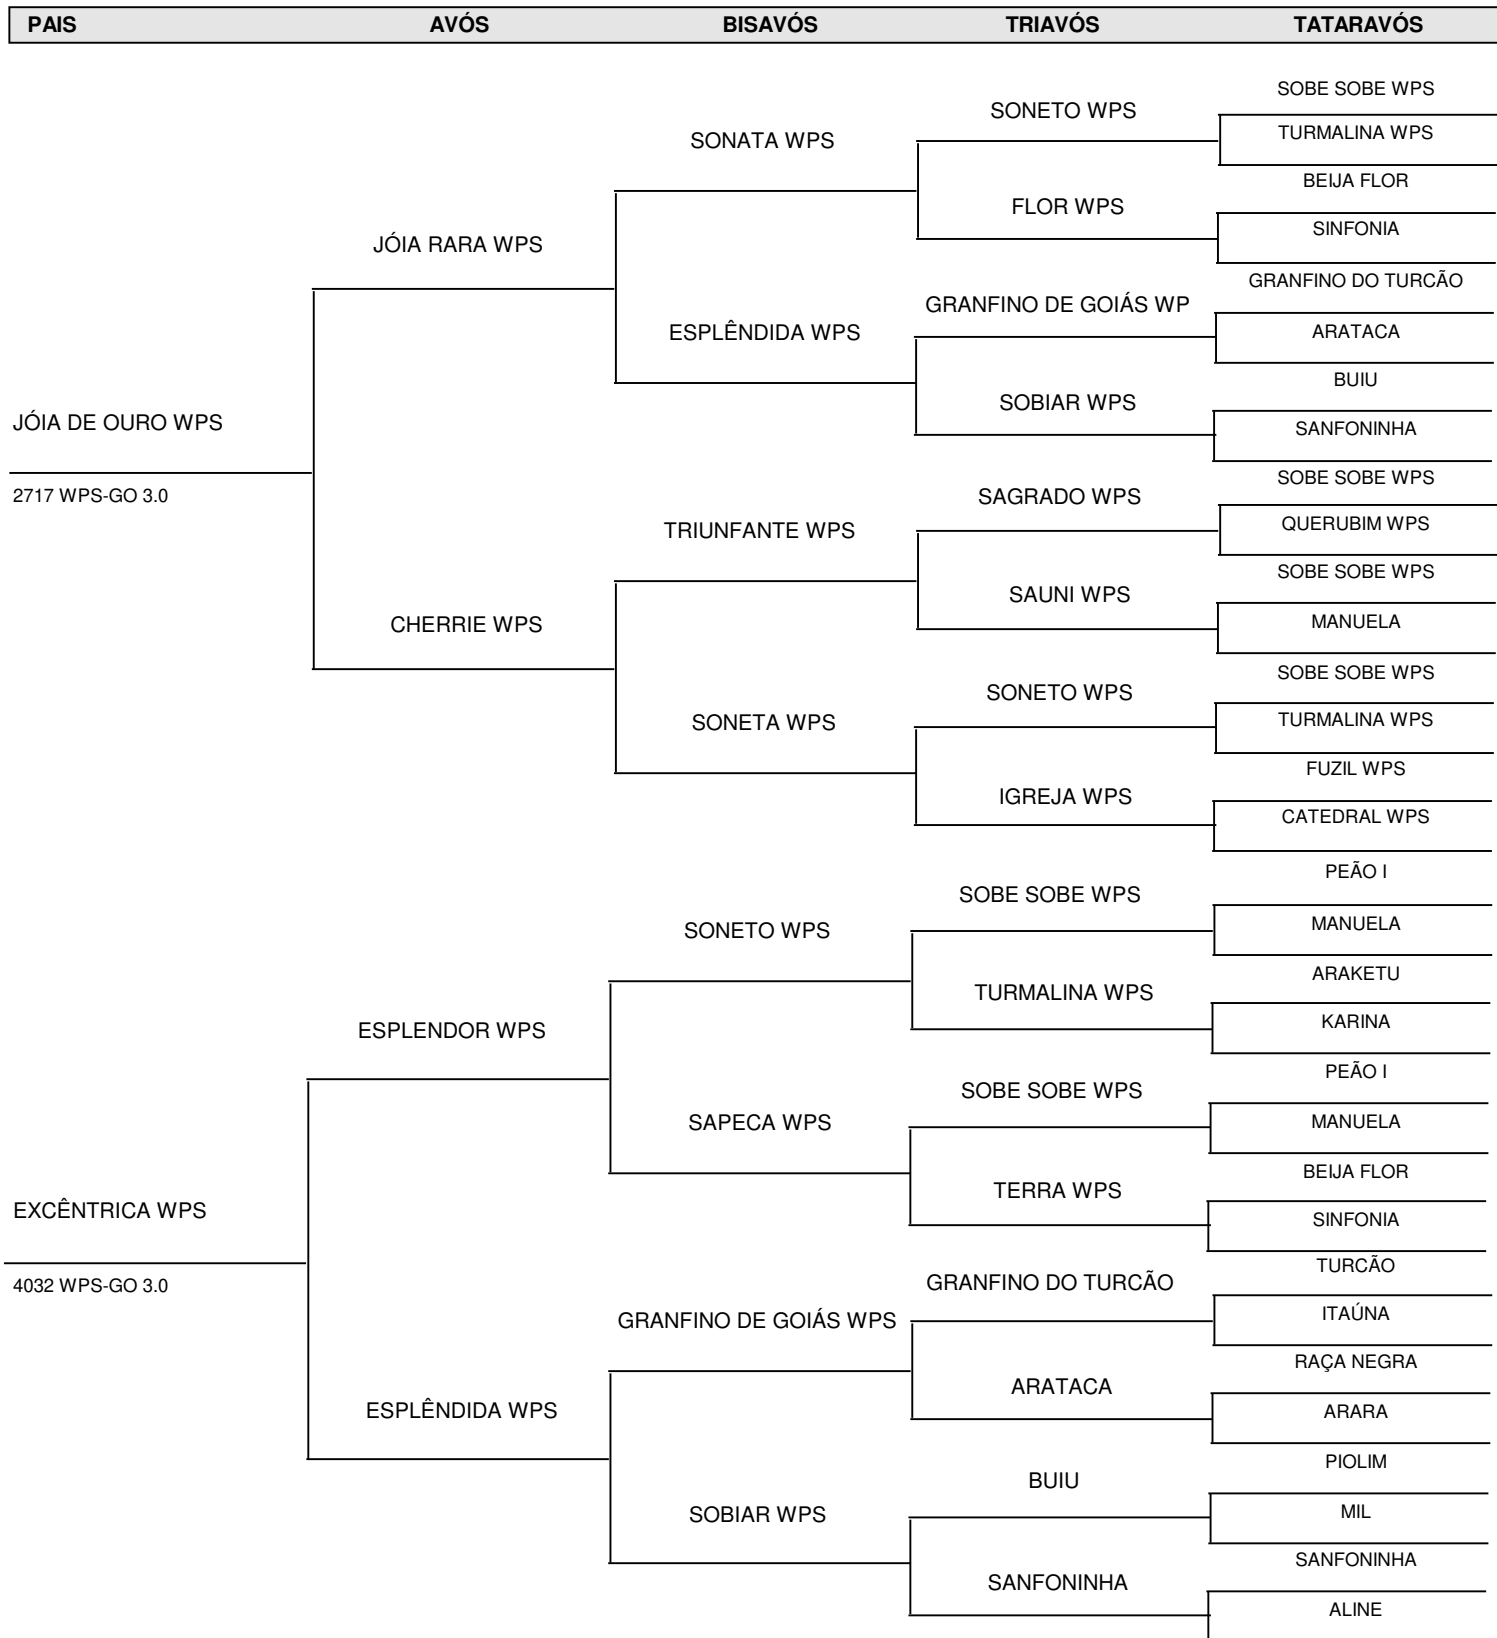 PAIS AVÓS BISAVÓS TRIAVÓS TATARAVÓS
SOBE SOBE WPS
SONETO WPS
TURMALINA WPS
SONATA WPS
BEIJA FLOR
FLOR WPS
SINFONIA
JÓIA RARA WPS
GRANFINO DO TURCÃO
GRANFINO DE GOIÁS WP
ARATACA
ESPLÊNDIDA WPS
BUIU
SOBIAR WPS
SANFONINHA
JÓIA DE OURO WPS
2717 WPS-GO 3.0
SOBE SOBE WPS
SAGRADO WPS
QUERUBIM WPS
TRIUNFANTE WPS
SOBE SOBE WPS
SAUNI WPS
MANUELA
CHERRIE WPS
SOBE SOBE WPS
SONETO WPS
TURMALINA WPS
SONETA WPS
FUZIL WPS
IGREJA WPS
CATEDRAL WPS
PEÃO I
SOBE SOBE WPS
MANUELA
SONETO WPS
ARAKETU
TURMALINA WPS
KARINA
ESPLENDOR WPS
PEÃO I
SOBE SOBE WPS
MANUELA
SAPECA WPS
BEIJA FLOR
TERRA WPS
SINFONIA
EXCÊNTRICA WPS
4032 WPS-GO 3.0
TURCÃO
GRANFINO DO TURCÃO
ITAÚNA
GRANFINO DE GOIÁS WPS
RAÇA NEGRA
ARATACA
ARARA
ESPLÊNDIDA WPS
PIOLIM
BUIU
MIL
SOBIAR WPS
SANFONINHA
SANFONINHA
ALINE